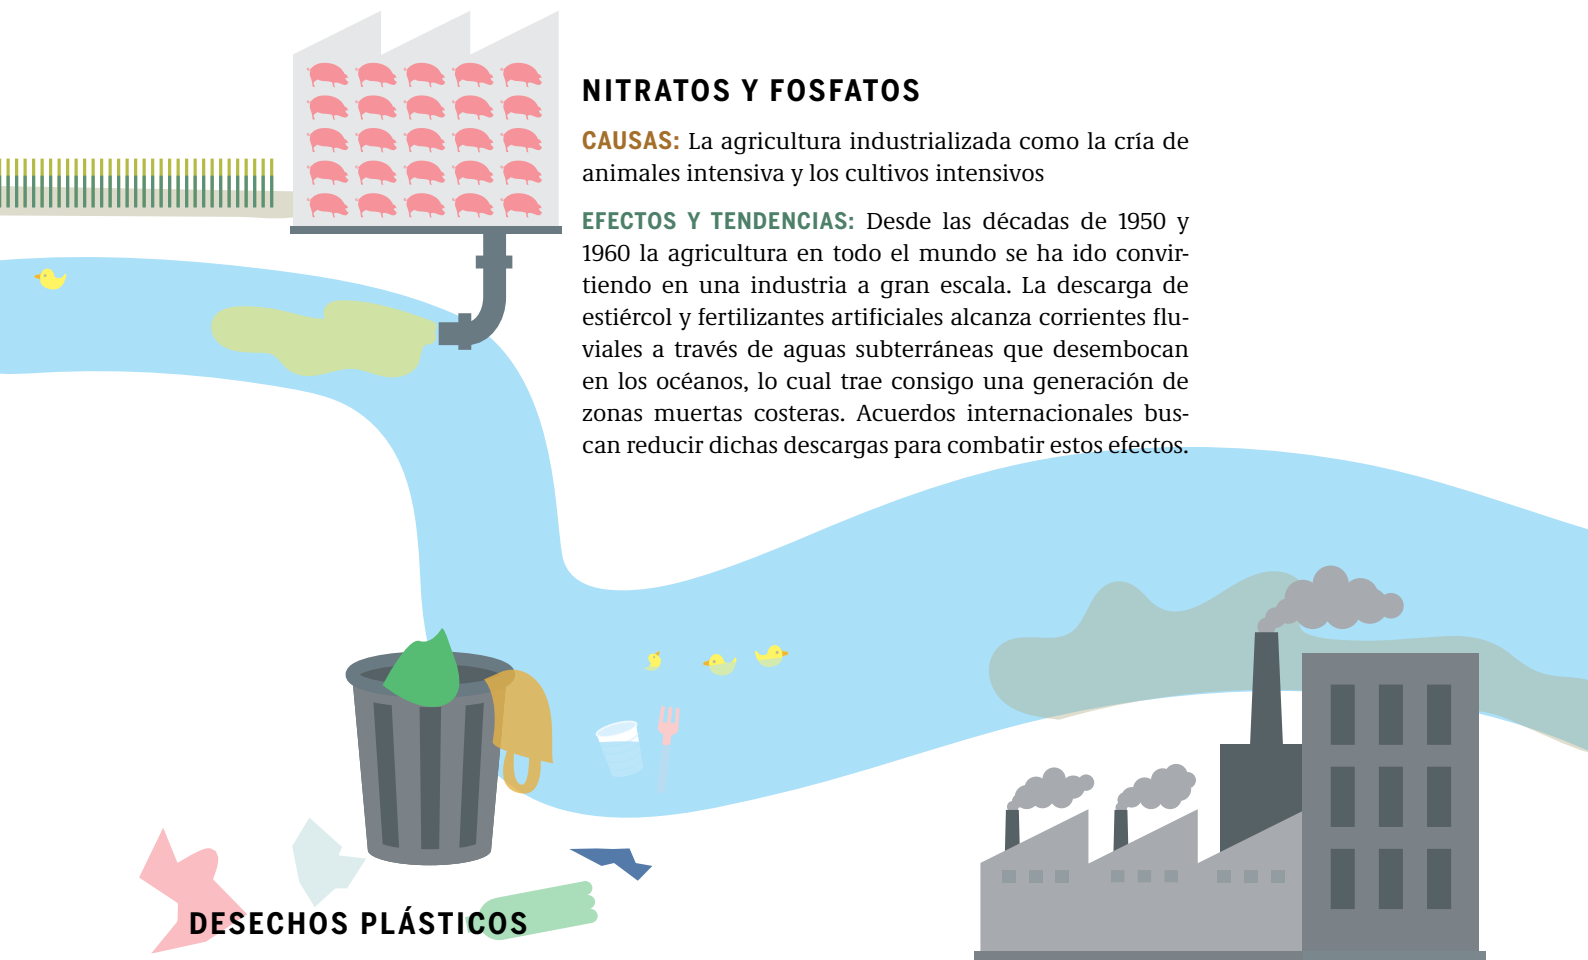 NITRATOS Y FOSFATOS
CAUSAS: La agricultura industrializada como la cría de
animales intensiva y los cultivos intensivos
EFECTOS Y TENDENCIAS: Desde las décadas de 1950 y
1960 la agricultura en todo el mundo se ha ido convir-
tiendo en una industria a gran escala. La descarga de
estiércol y fertilizantes artificiales alcanza corrientes flu-
viales a través de aguas subterráneas que desembocan
en los océanos, lo cual trae consigo una generación de
zonas muertas costeras. Acuerdos internacionales bus-
can reducir dichas descargas para combatir estos efectos.
DESECHOS PLÁSTICOS